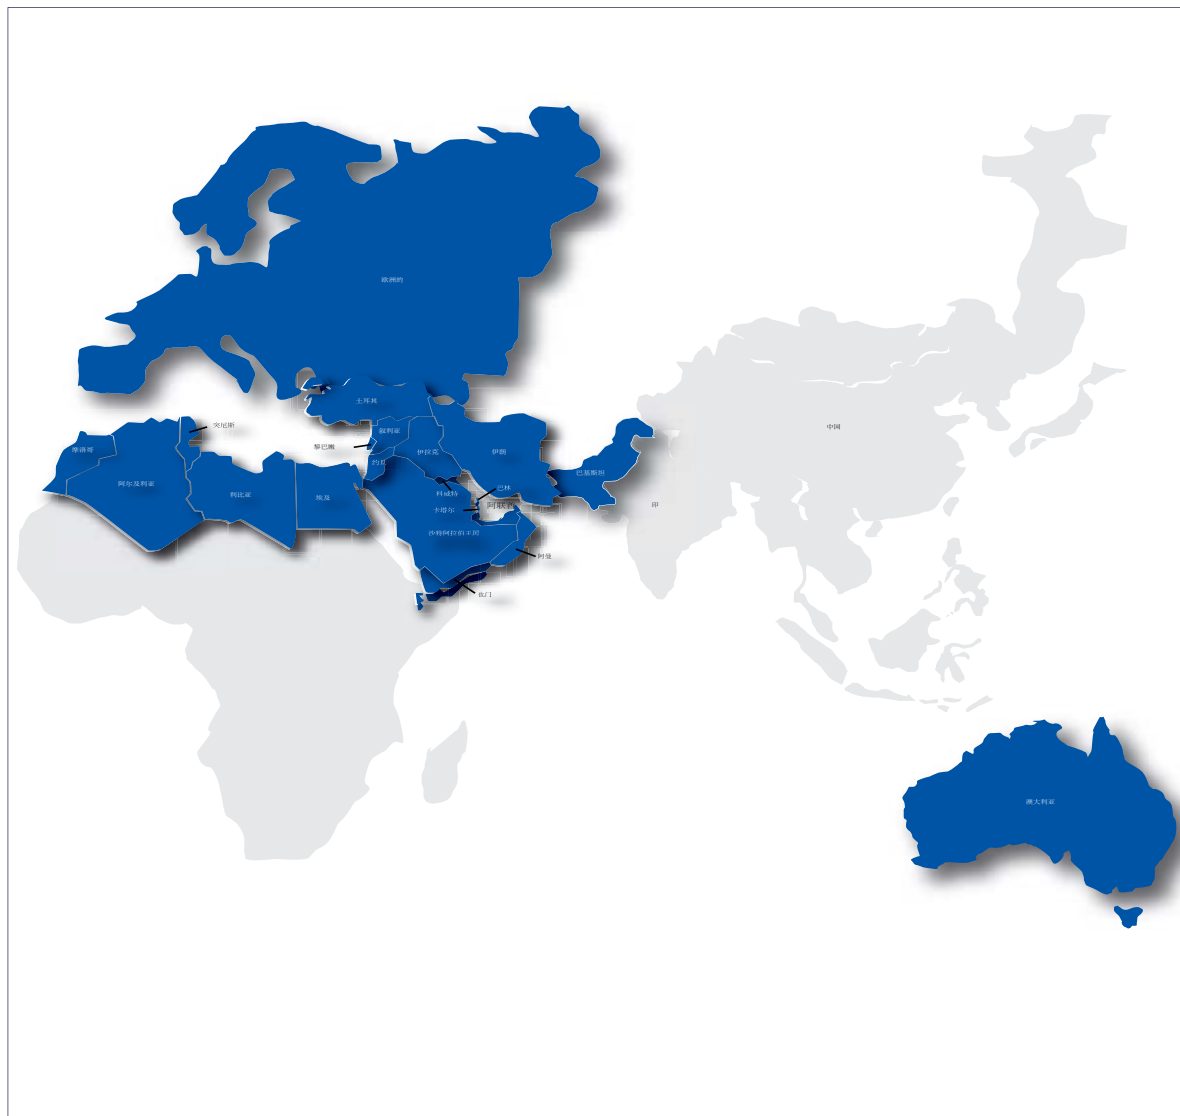 欧洲的
土耳其
突尼斯
中国
叙利亚
黎巴嫩
摩洛哥
伊拉克
伊朗
约旦
巴基斯坦
阿尔及利亚
巴林
科威特
利比亚
埃及
阿联酋
印
卡塔尔
沙特阿拉伯王国
阿曼
也门
澳大利亚